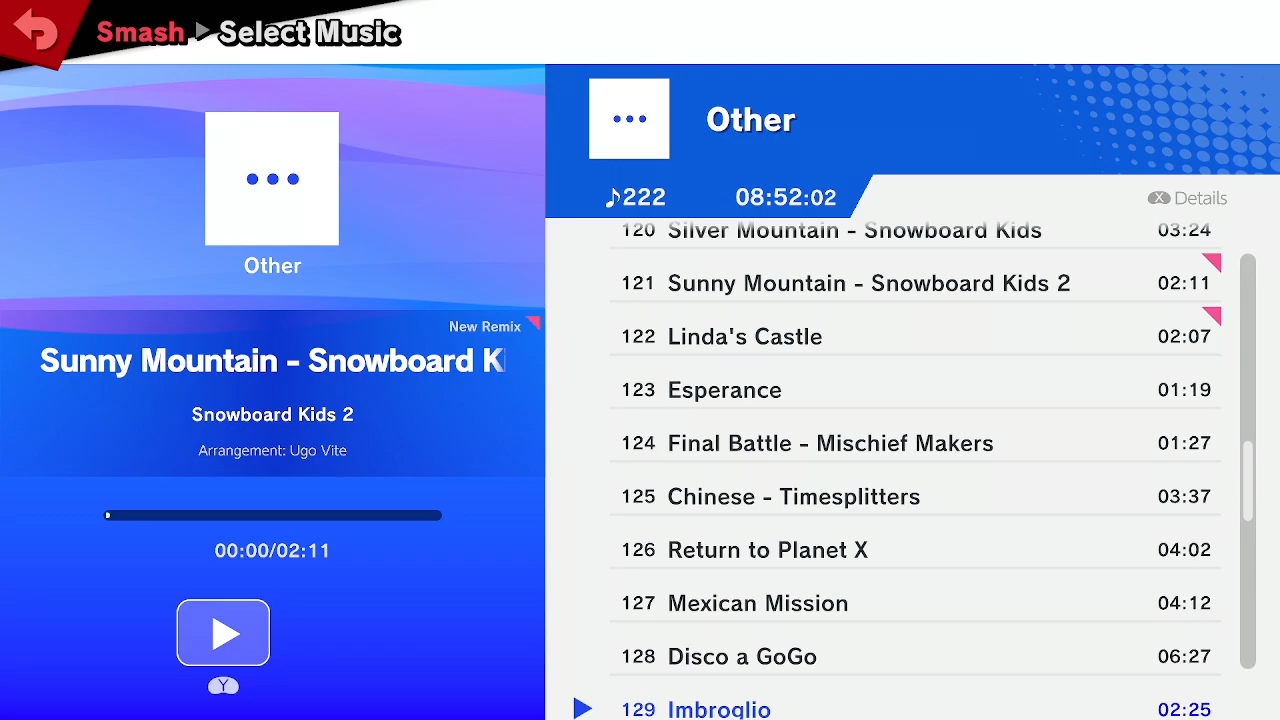 Smash ▶ Select Music
Other
New Remix
Sunny Mountain - Snowboard K
Snowboard Kids 2
Arrangement: Ugo Vite
00:00/02:11
Y
Other
♪222 08:52:02
X Details
120 Silver Mountain - Snowboard Kids 03:24
121 Sunny Mountain - Snowboard Kids 2 02:11
122 Linda's Castle 02:07
123 Esperance 01:19
124 Final Battle - Mischief Makers 01:27
125 Chinese - Timesplitters 03:37
126 Return to Planet X 04:02
127 Mexican Mission 04:12
128 Disco a GoGo 06:27
129 Imbroglio 02:25